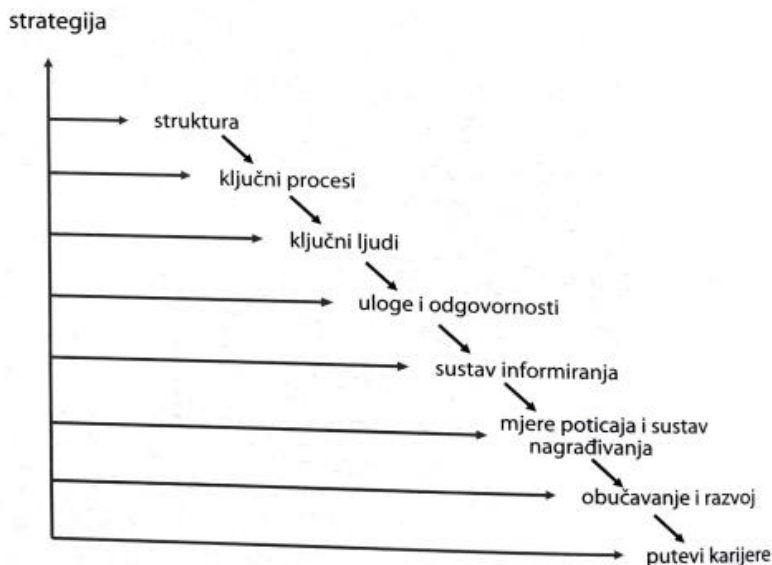 strategija
struktura
ključni procesi
ključni ljudi
uloge i odgovornosti
sustav informiranja
mjere poticaja i sustav
nagrađivanja
obučavanje i razvoj
putevi karijere